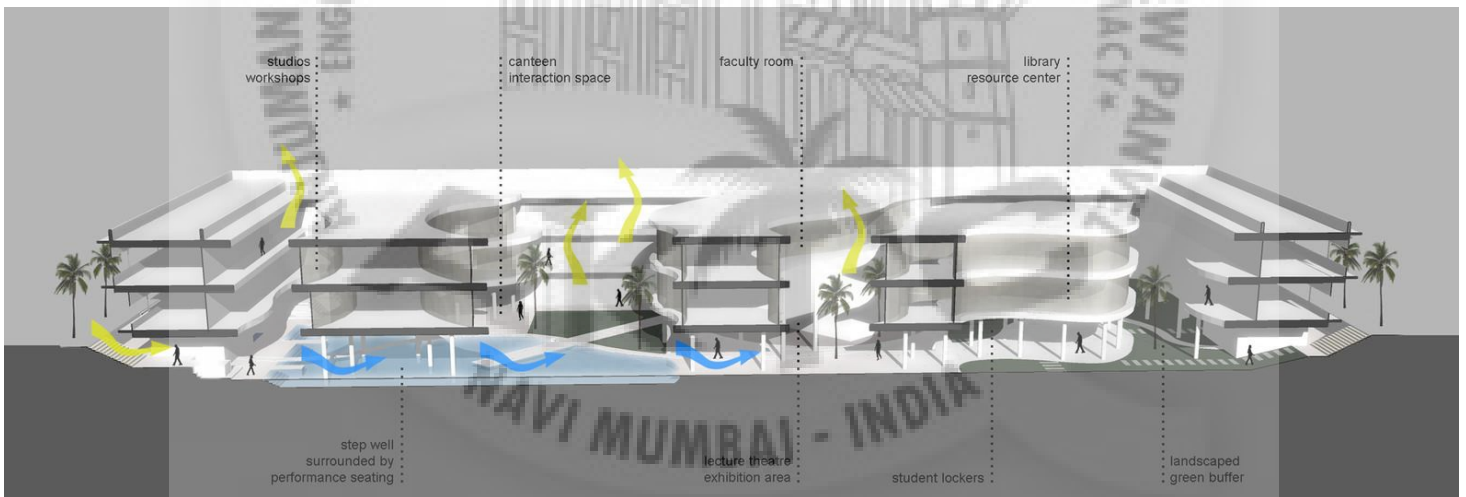 studios
workshops
canteen
interaction space
faculty room
library
resource center
step well
surrounded by
performance seating
lecture theatre
exhibition area
student lockers
landscaped
green buffer
NAVI MUMBAI - INDIA